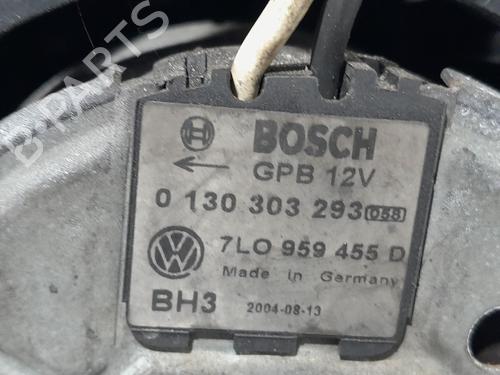 BOSCH
GPB 12V
0 130 303 293 058
7L0 959 455 D
Made in Germany
BH3 2004-08-13
B-PARTS